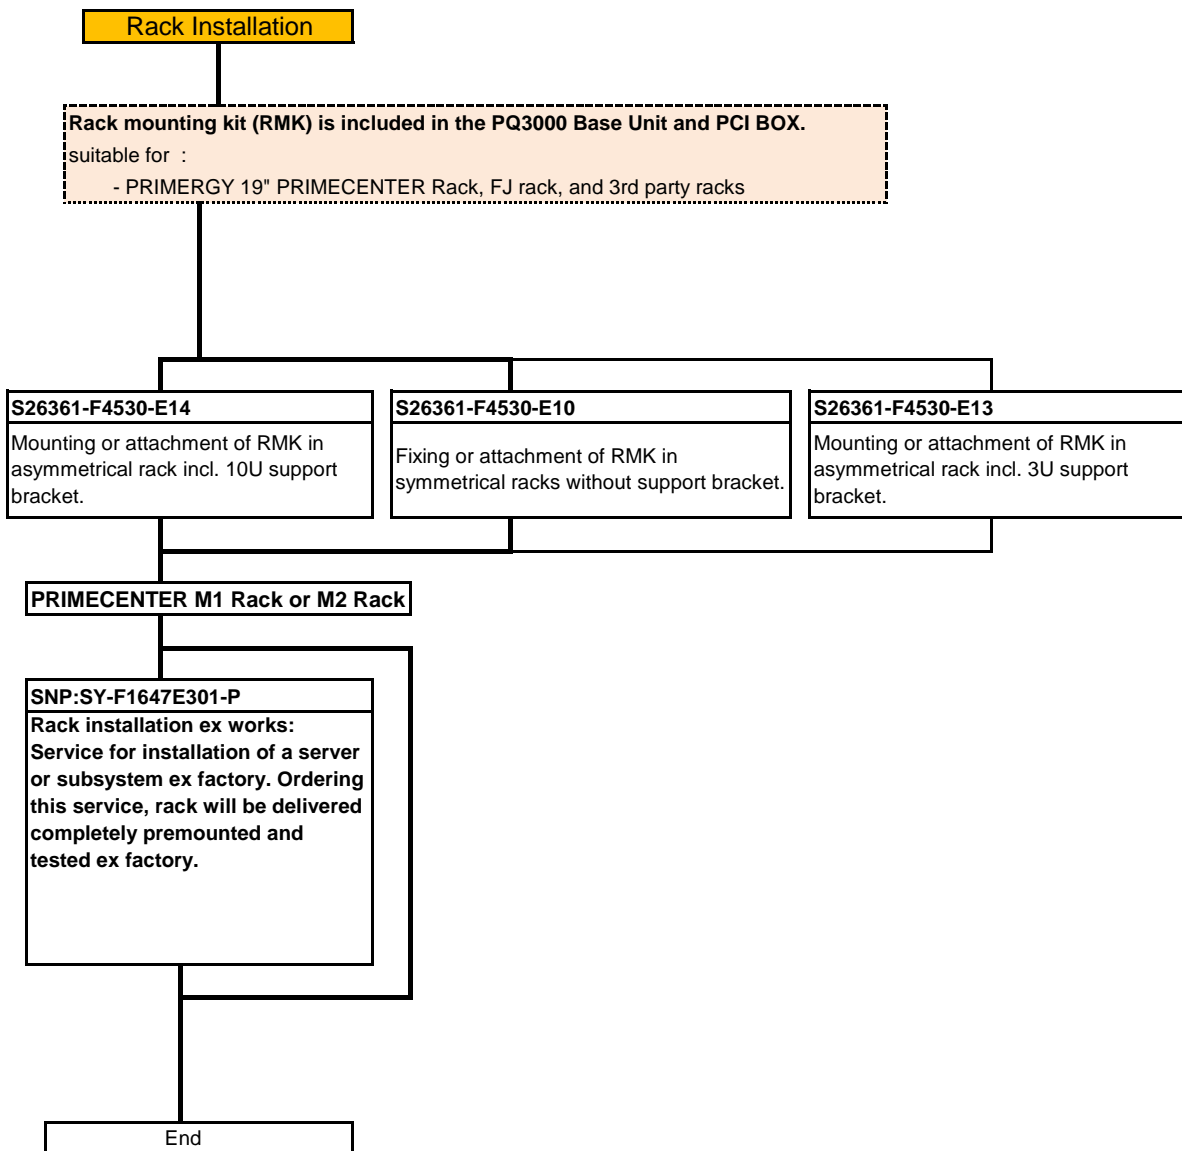 Rack Installation
Rack mounting kit (RMK) is included in the PQ3000 Base Unit and PCI BOX.
suitable for :
- PRIMERGY 19" PRIMECENTER Rack, FJ rack, and 3rd party racks
S26361-F4530-E14
Mounting or attachment of RMK in
asymmetrical rack incl. 10U support
bracket.
S26361-F4530-E10
Fixing or attachment of RMK in
symmetrical racks without support bracket.
S26361-F4530-E13
Mounting or attachment of RMK in
asymmetrical rack incl. 3U support
bracket.
PRIMECENTER M1 Rack or M2 Rack
SNP:SY-F1647E301-P
Rack installation ex works:
Service for installation of a server
or subsystem ex factory. Ordering
this service, rack will be delivered
completely premounted and
tested ex factory.
End